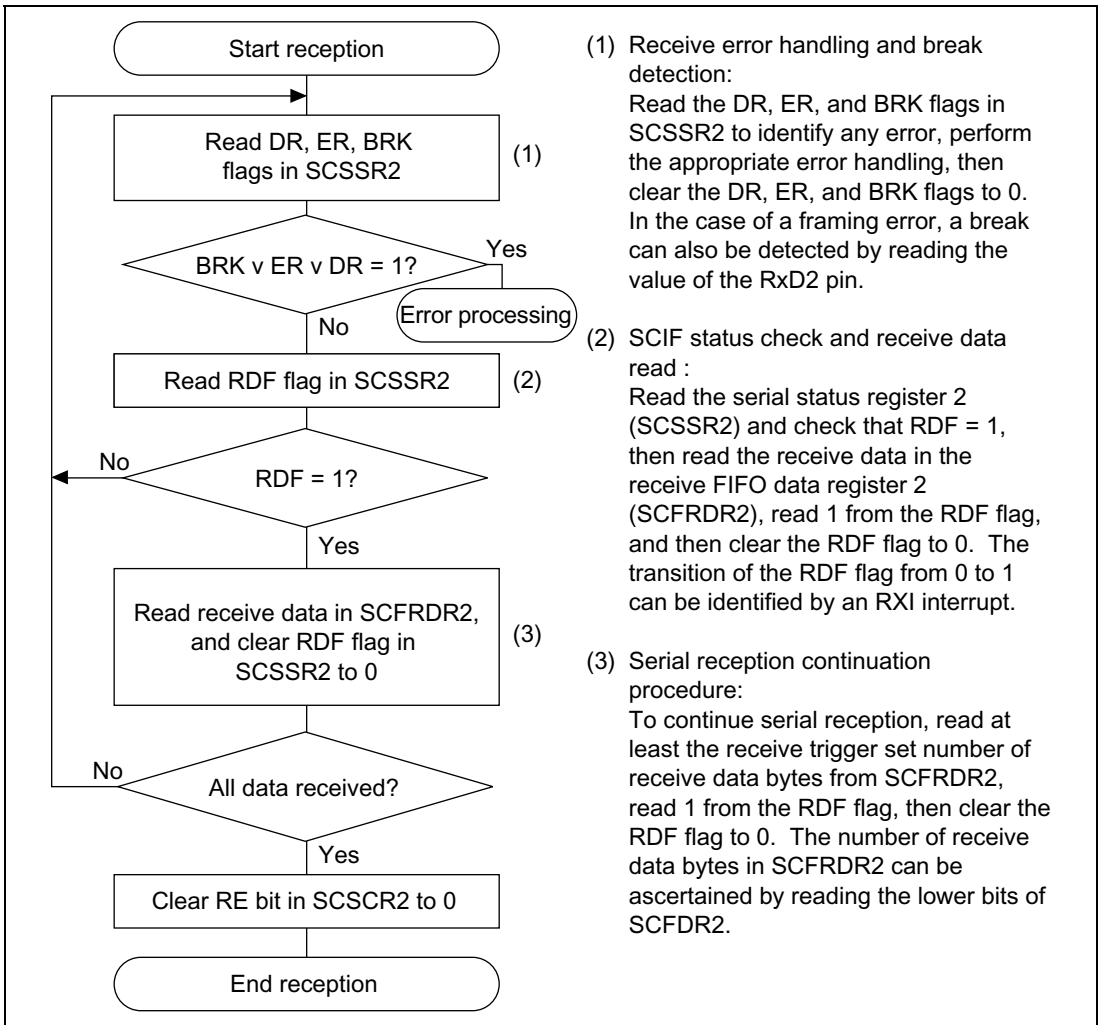 Start reception
Read DR, ER, BRK
flags in SCSSR2
(1)
BRK v ER v DR = 1?
Yes
Error processing
No
Read RDF flag in SCSSR2
(2)
No
RDF = 1?
Yes
Read receive data in SCFRDR2,
and clear RDF flag in
SCSSR2 to 0
(3)
No
All data received?
Yes
Clear RE bit in SCSCR2 to 0
End reception
(1) Receive error handling and break
detection:
Read the DR, ER, and BRK flags in
SCSSR2 to identify any error, perform
the appropriate error handling, then
clear the DR, ER, and BRK flags to 0.
In the case of a framing error, a break
can also be detected by reading the
value of the RxD2 pin.
(2) SCIF status check and receive data
read :
Read the serial status register 2
(SCSSR2) and check that RDF = 1,
then read the receive data in the
receive FIFO data register 2
(SCFRDR2), read 1 from the RDF flag,
and then clear the RDF flag to 0. The
transition of the RDF flag from 0 to 1
can be identified by an RXI interrupt.
(3) Serial reception continuation
procedure:
To continue serial reception, read at
least the receive trigger set number of
receive data bytes from SCFRDR2,
read 1 from the RDF flag, then clear the
RDF flag to 0. The number of receive
data bytes in SCFRDR2 can be
ascertained by reading the lower bits of
SCFDR2.